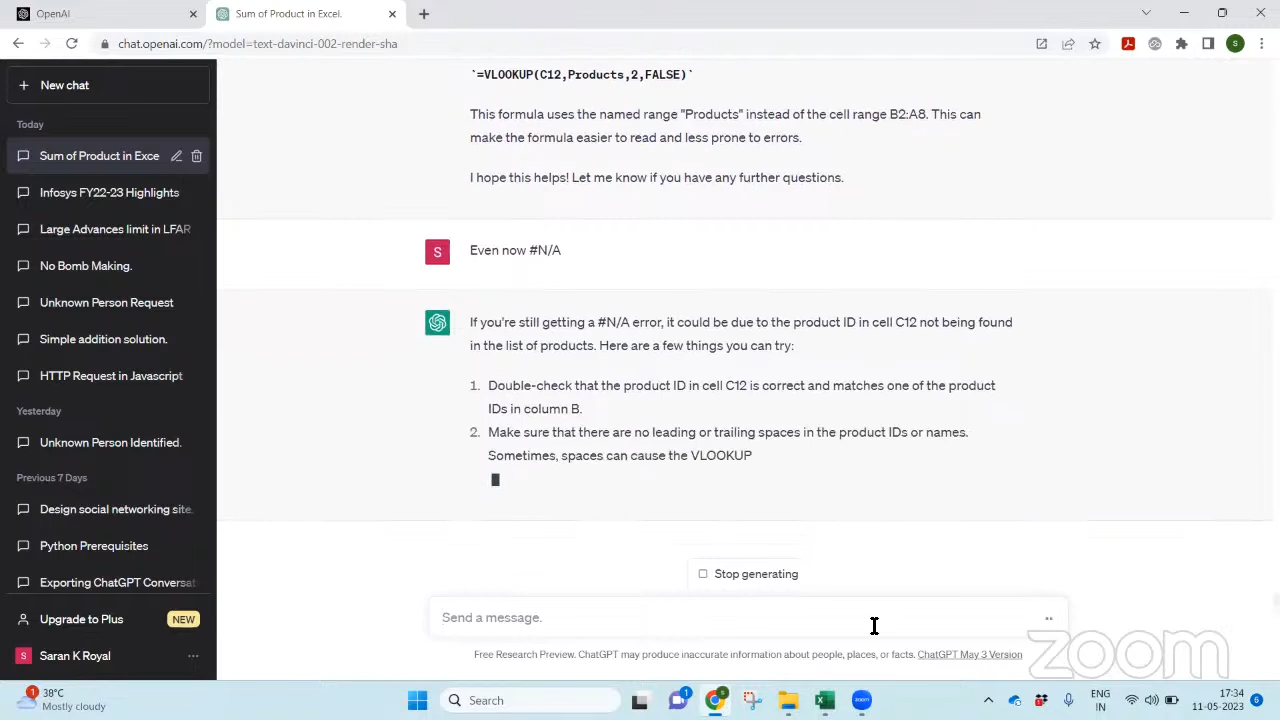 OpenAI
Sum of Product in Excel.
chat.openai.com/?model=text-davinci-002-render-sha
S
New chat
Today
Sum of Product in Exce
Infosys FY22-23 Highlights
Large Advances limit in LFAR
No Bomb Making.
Unknown Person Request
Simple addition solution.
HTTP Request in Javascript
Yesterday
Unknown Person Identified.
Previous 7 Days
Design social networking site.
Python Prerequisites
Exporting ChatGPT Conversat
Upgrade to Plus
NEW
S
Saran K Royal
`=VLOOKUP(C12,Products,2,FALSE)`
This formula uses the named range "Products" instead of the cell range B2:A8. This can
make the formula easier to read and less prone to errors.
I hope this helps! Let me know if you have any further questions.
S
Even now #N/A
If you're still getting a #N/A error, it could be due to the product ID in cell C12 not being found
in the list of products. Here are a few things you can try:
1. Double-check that the product ID in cell C12 is correct and matches one of the product
IDs in column B.
2. Make sure that there are no leading or trailing spaces in the product IDs or names.
Sometimes, spaces can cause the VLOOKUP
Stop generating
Send a message.
Free Research Preview. ChatGPT may produce inaccurate information about people, places, or facts. ChatGPT May 3 Version
zoom
1
38°C
Mostly cloudy
Search
1
S
zoom
ENG
IN
17:34
11-05-2023
6